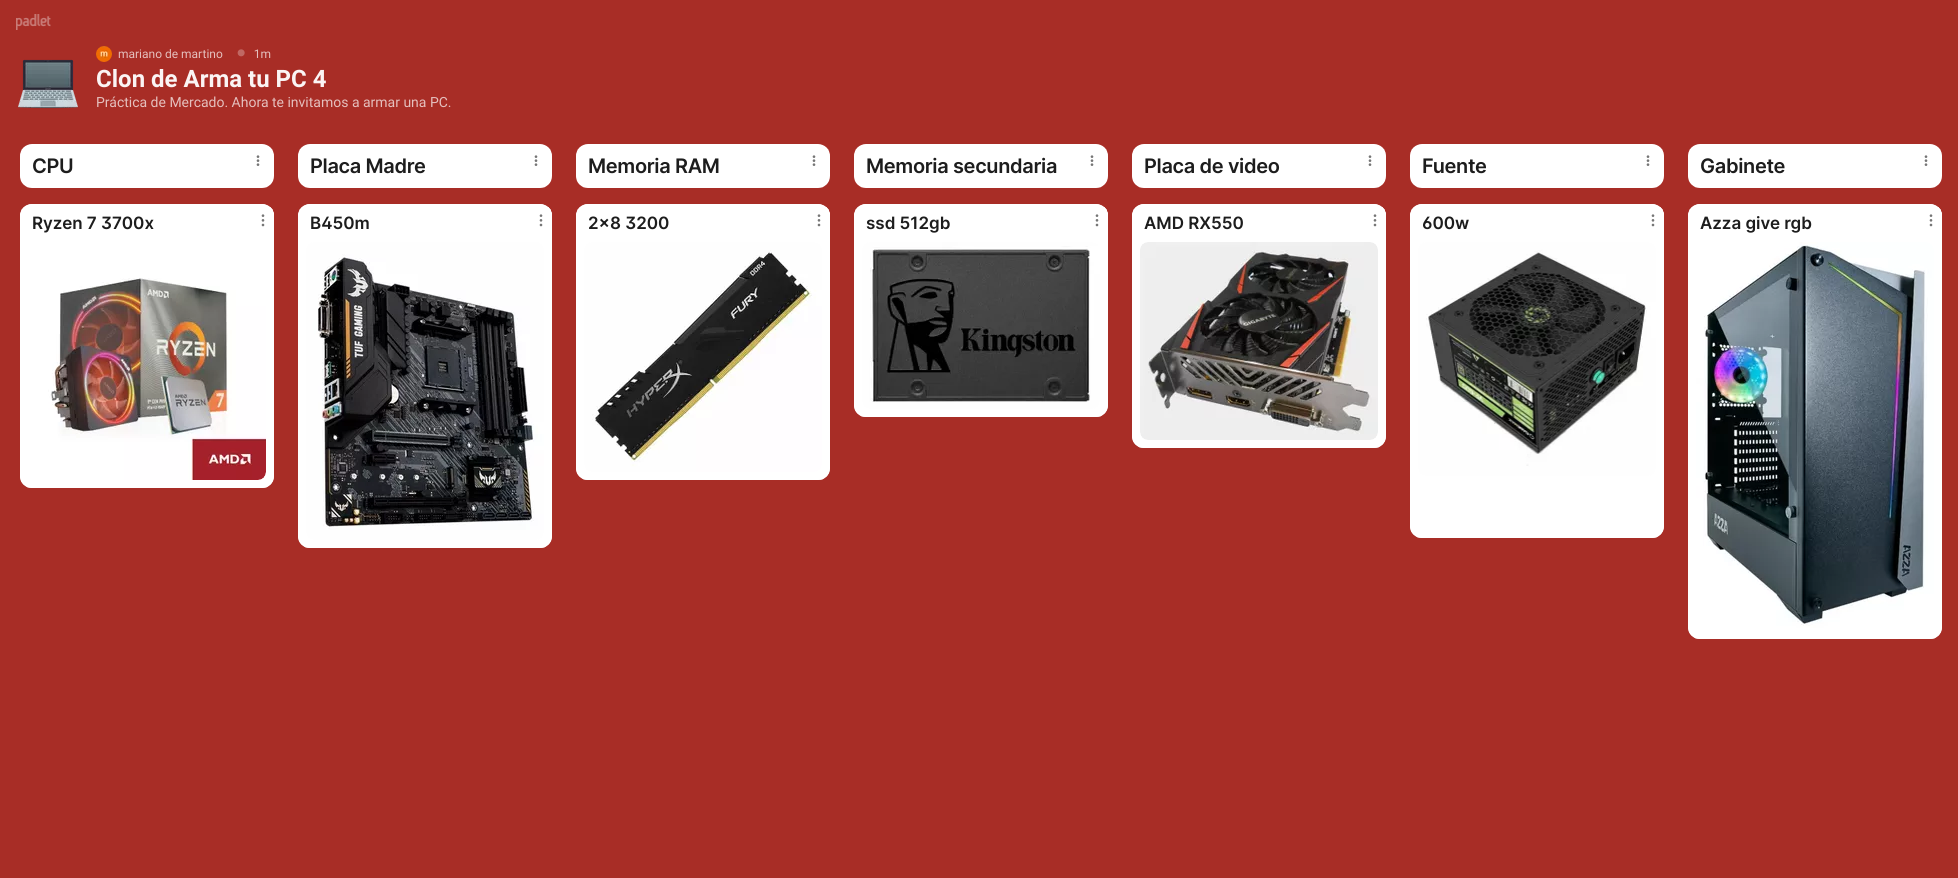 padlet
m mariano de martino 1m
Clon de Arma tu PC 4
Práctica de Mercado. Ahora te invitamos a armar una PC.
CPU
Ryzen 7 3700x
AMD
RYZEN
7
AMD
RYZEN
AMD
Placa Madre
B450m
TUF GAMING
Memoria RAM
2×8 3200
DDR4
FURY
HYPERX
Memoria secundaria
ssd 512gb
Kingston
Placa de video
AMD RX550
GIGABYTE
Fuente
600w
Gabinete
Azza give rgb
AZZA
AZZA